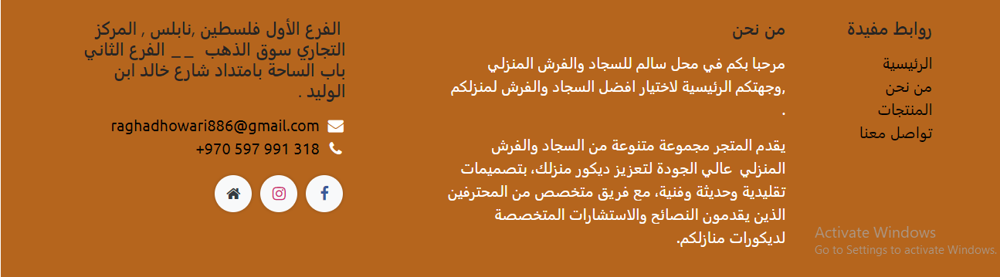 روابط مفيدة
الرئيسية
من نحن
المنتجات
تواصل معنا
من نحن
مرحبا بكم في محل سالم للسجاد والفرش المنزلي
,وجهتكم الرئيسية لاختيار افضل السجاد والفرش لمنزلكم
.
يقدم المتجر مجموعة متنوعة من السجاد والفرش
المنزلي عالي الجودة لتعزيز ديكور منزلك، بتصميمات
تقليدية وحديثة وفنية، مع فريق متخصص من المحترفين
الذين يقدمون النصائح والاستشارات المتخصصة
لديكورات منازلكم.
الفرع الأول فلسطين ,نابلس , المركز
التجاري سوق الذهب _ _ الفرع الثاني
باب الساحة بامتداد شارع خالد ابن
الوليد .
raghadhowari886@gmail.com
+970 597 991 318
Activate Windows
Go to Settings to activate Windows.